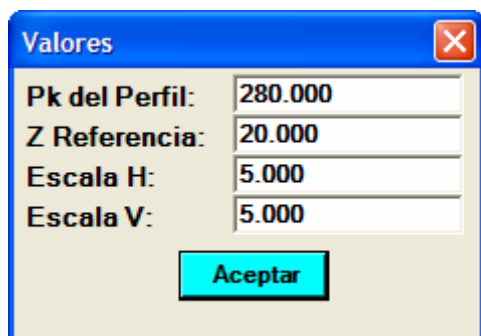 Valores
Pk del Perfil: 280.000
Z Referencia: 20.000
Escala H: 5.000
Escala V: 5.000
Aceptar